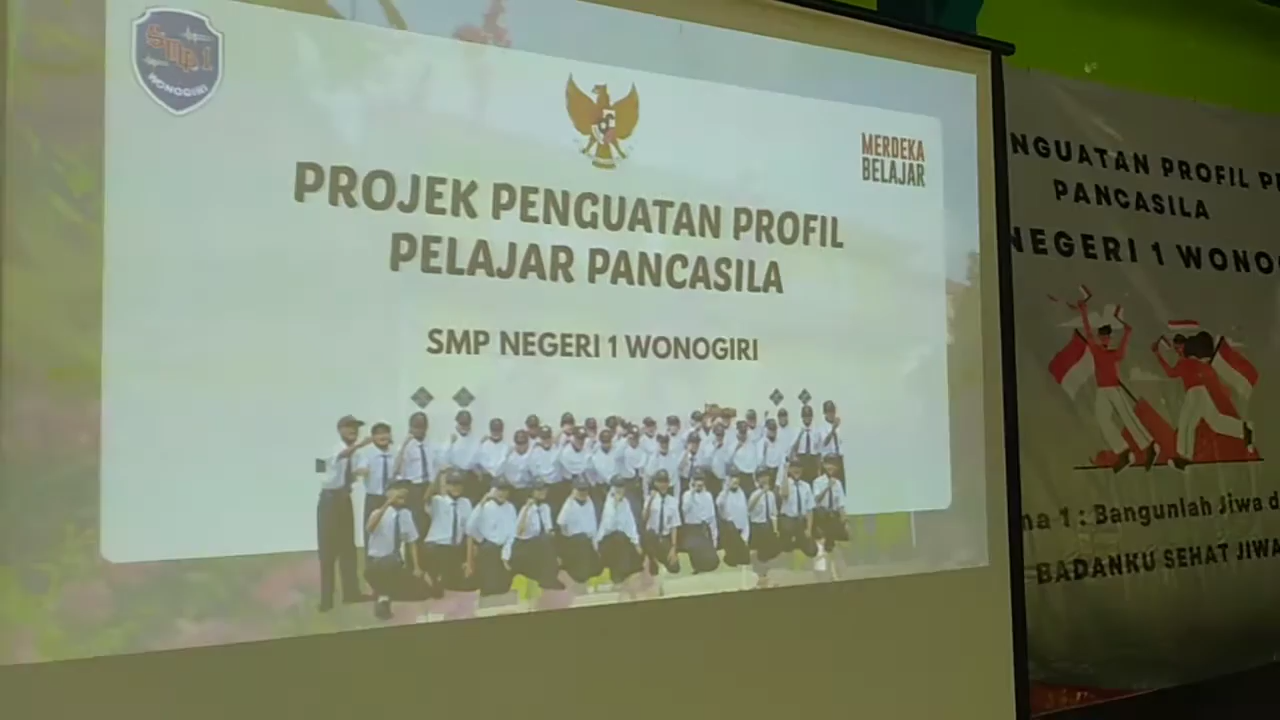 SMP 1
WONOGIRI
MERDEKA
BELAJAR
PROJEK PENGUATAN PROFIL
PELAJAR PANCASILA
SMP NEGERI 1 WONOGIRI
NGUATAN PROFIL P
PANCASILA
NEGERI 1 WONO
ma 1 : Bangunlah Jiwa d
BADANKU SEHAT JIWA